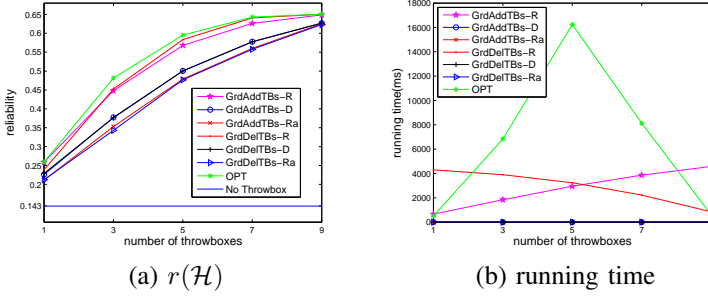 0.65
0.6
0.55
0.5
0.45
0.4
0.35
0.3
0.25
0.2
0.143
reliability
1 3 5 7 9
number of throwboxes
GrdAddTBs-R
GrdAddTBs-D
GrdAddTBs-Ra
GrdDelTBs-R
GrdDelTBs-D
GrdDelTBs-Ra
OPT
No Throwbox
(a) r(ℋ)
18000
16000
14000
12000
10000
8000
6000
4000
2000
0
running time(ms)
1 3 5 7
number of throwboxes
GrdAddTBs-R
GrdAddTBs-D
GrdAddTBs-Ra
GrdDelTBs-R
GrdDelTBs-D
GrdDelTBs-Ra
OPT
(b) running time